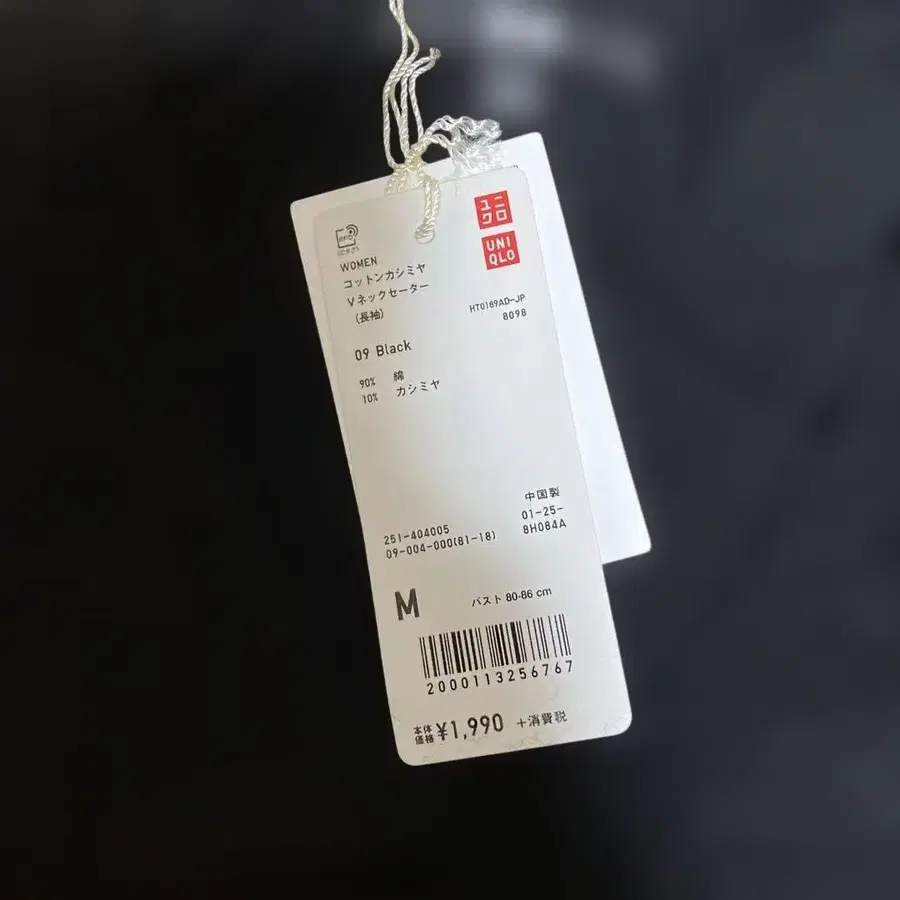 ユニ
クロ
UNI
QLO
RFID
WOMEN
コットンカシミヤ
Vネックセーター
(長袖)
HT0189AD-JP
8098
09 Black
90% 綿
10% カシミヤ
中国製
251-404005
01-25-
09-004-000(81-18)
8H084A
M
バスト 80-86 cm
2000113256767
本体
価格 ¥1,990 +消費税